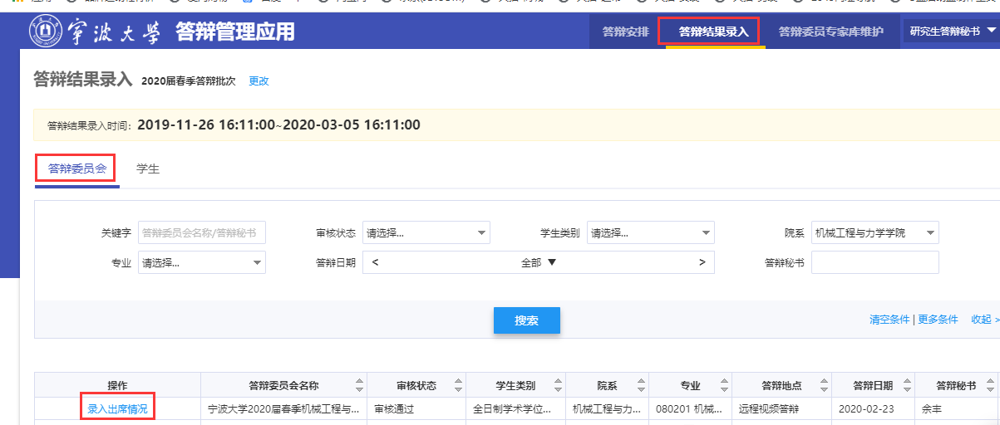 宁波大学 答辩管理应用 答辩安排 答辩结果录入 答辩委员专家库维护 研究生答辩秘书
答辩结果录入 2020届春季答辩批次 更改
答辩结果录入时间: 2019-11-26 16:11:00~2020-03-05 16:11:00
答辩委员会 学生
关键字 答辩委员会名称/答辩秘书 审核状态 请选择... 学生类别 请选择... 院系 机械工程与力学学院
专业 请选择... 答辩日期 < 全部 > 答辩秘书
搜索 清空条件 | 更多条件 收起 >
操作 答辩委员会名称 审核状态 学生类别 院系 专业 答辩地点 答辩日期 答辩秘书
录入出席情况 宁波大学2020届春季机械工程与... 审核通过 全日制学术学位... 机械工程与力... 080201 机械... 远程视频答辩 2020-02-23 余丰